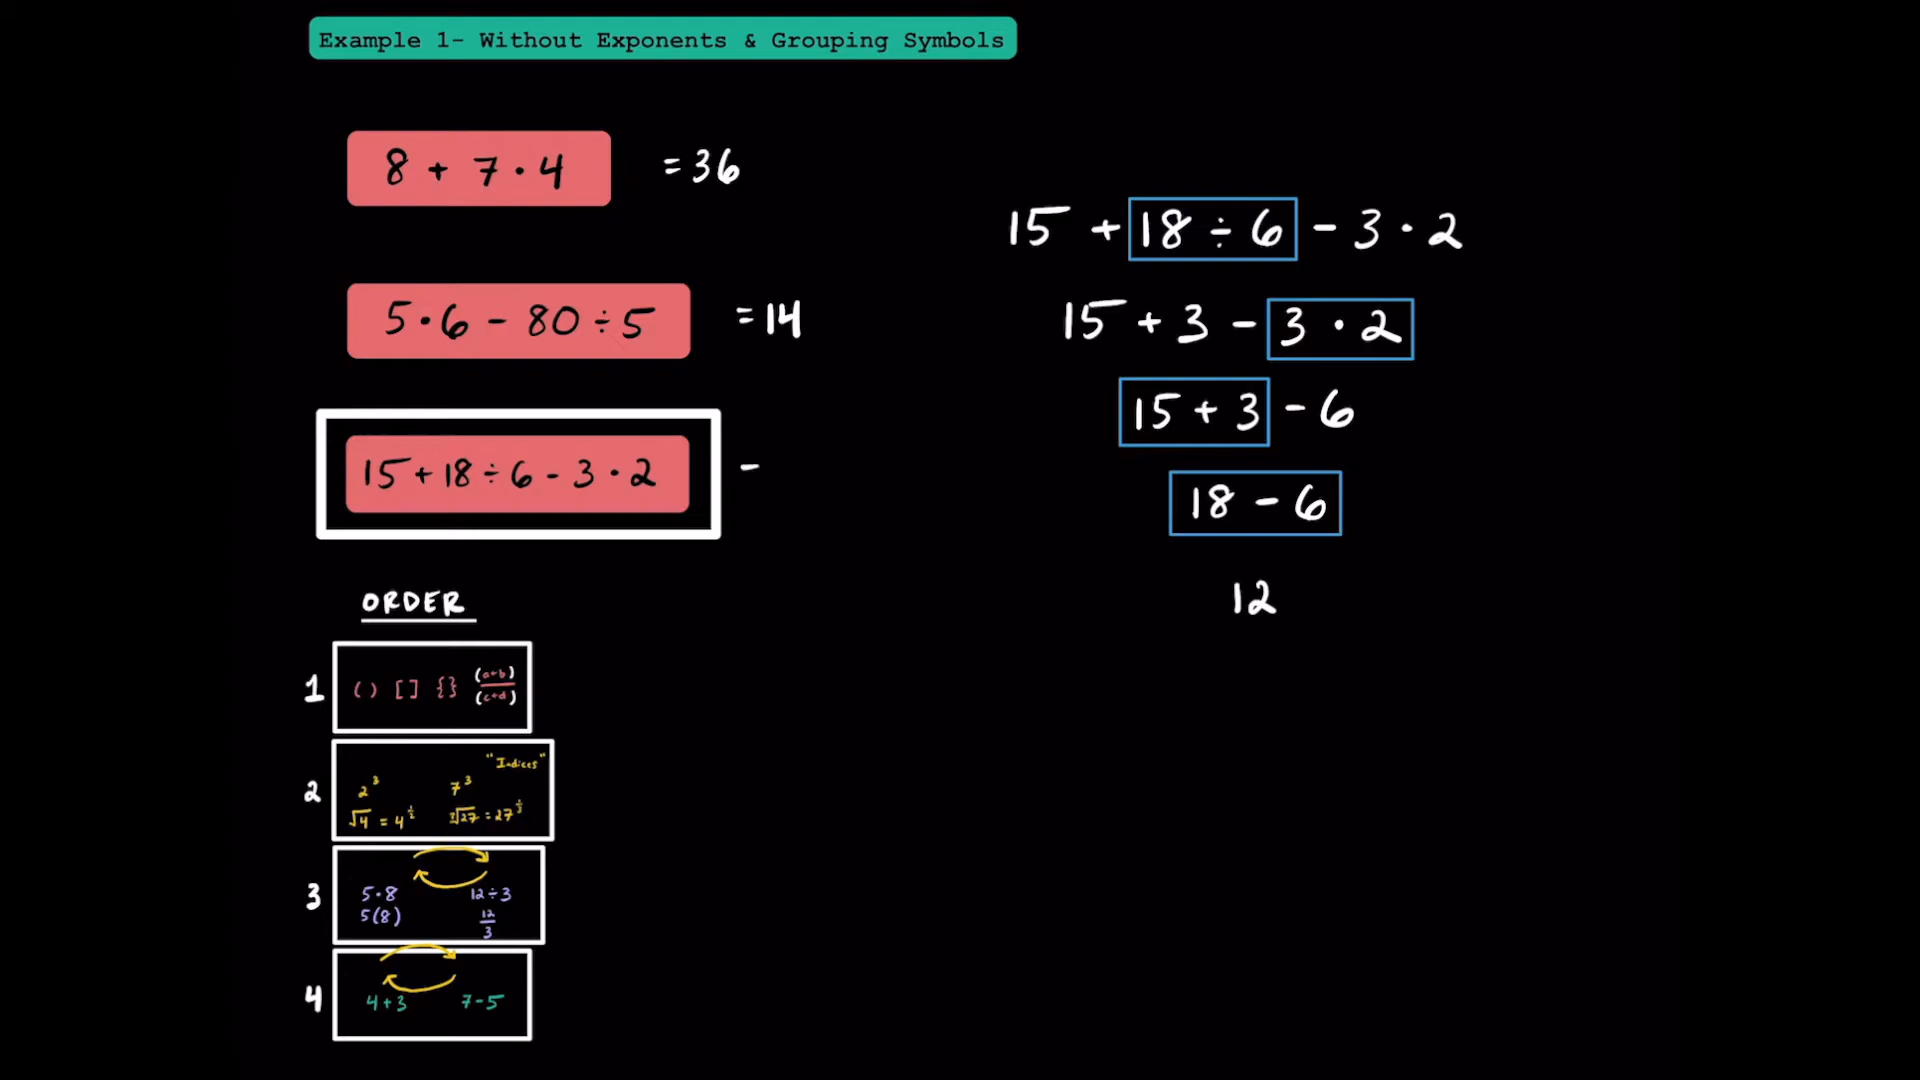 Example 1- Without Exponents & Grouping Symbols
8 + 7 · 4 = 36
5 · 6 - 80 ÷ 5 = 14
15 + 18 ÷ 6 - 3 · 2 -
15 + 18 ÷ 6 - 3 · 2
15 + 3 - 3 · 2
15 + 3 - 6
18 - 6
12
ORDER
1 ( ) [ ] { } (a+b)/(c+d)
2 "Indices"
2³ 7³
√4 = 4^½ ∛27 = 27^⅓
3 5·8 12÷3
5(8) 12/3
4 4+3 7-5